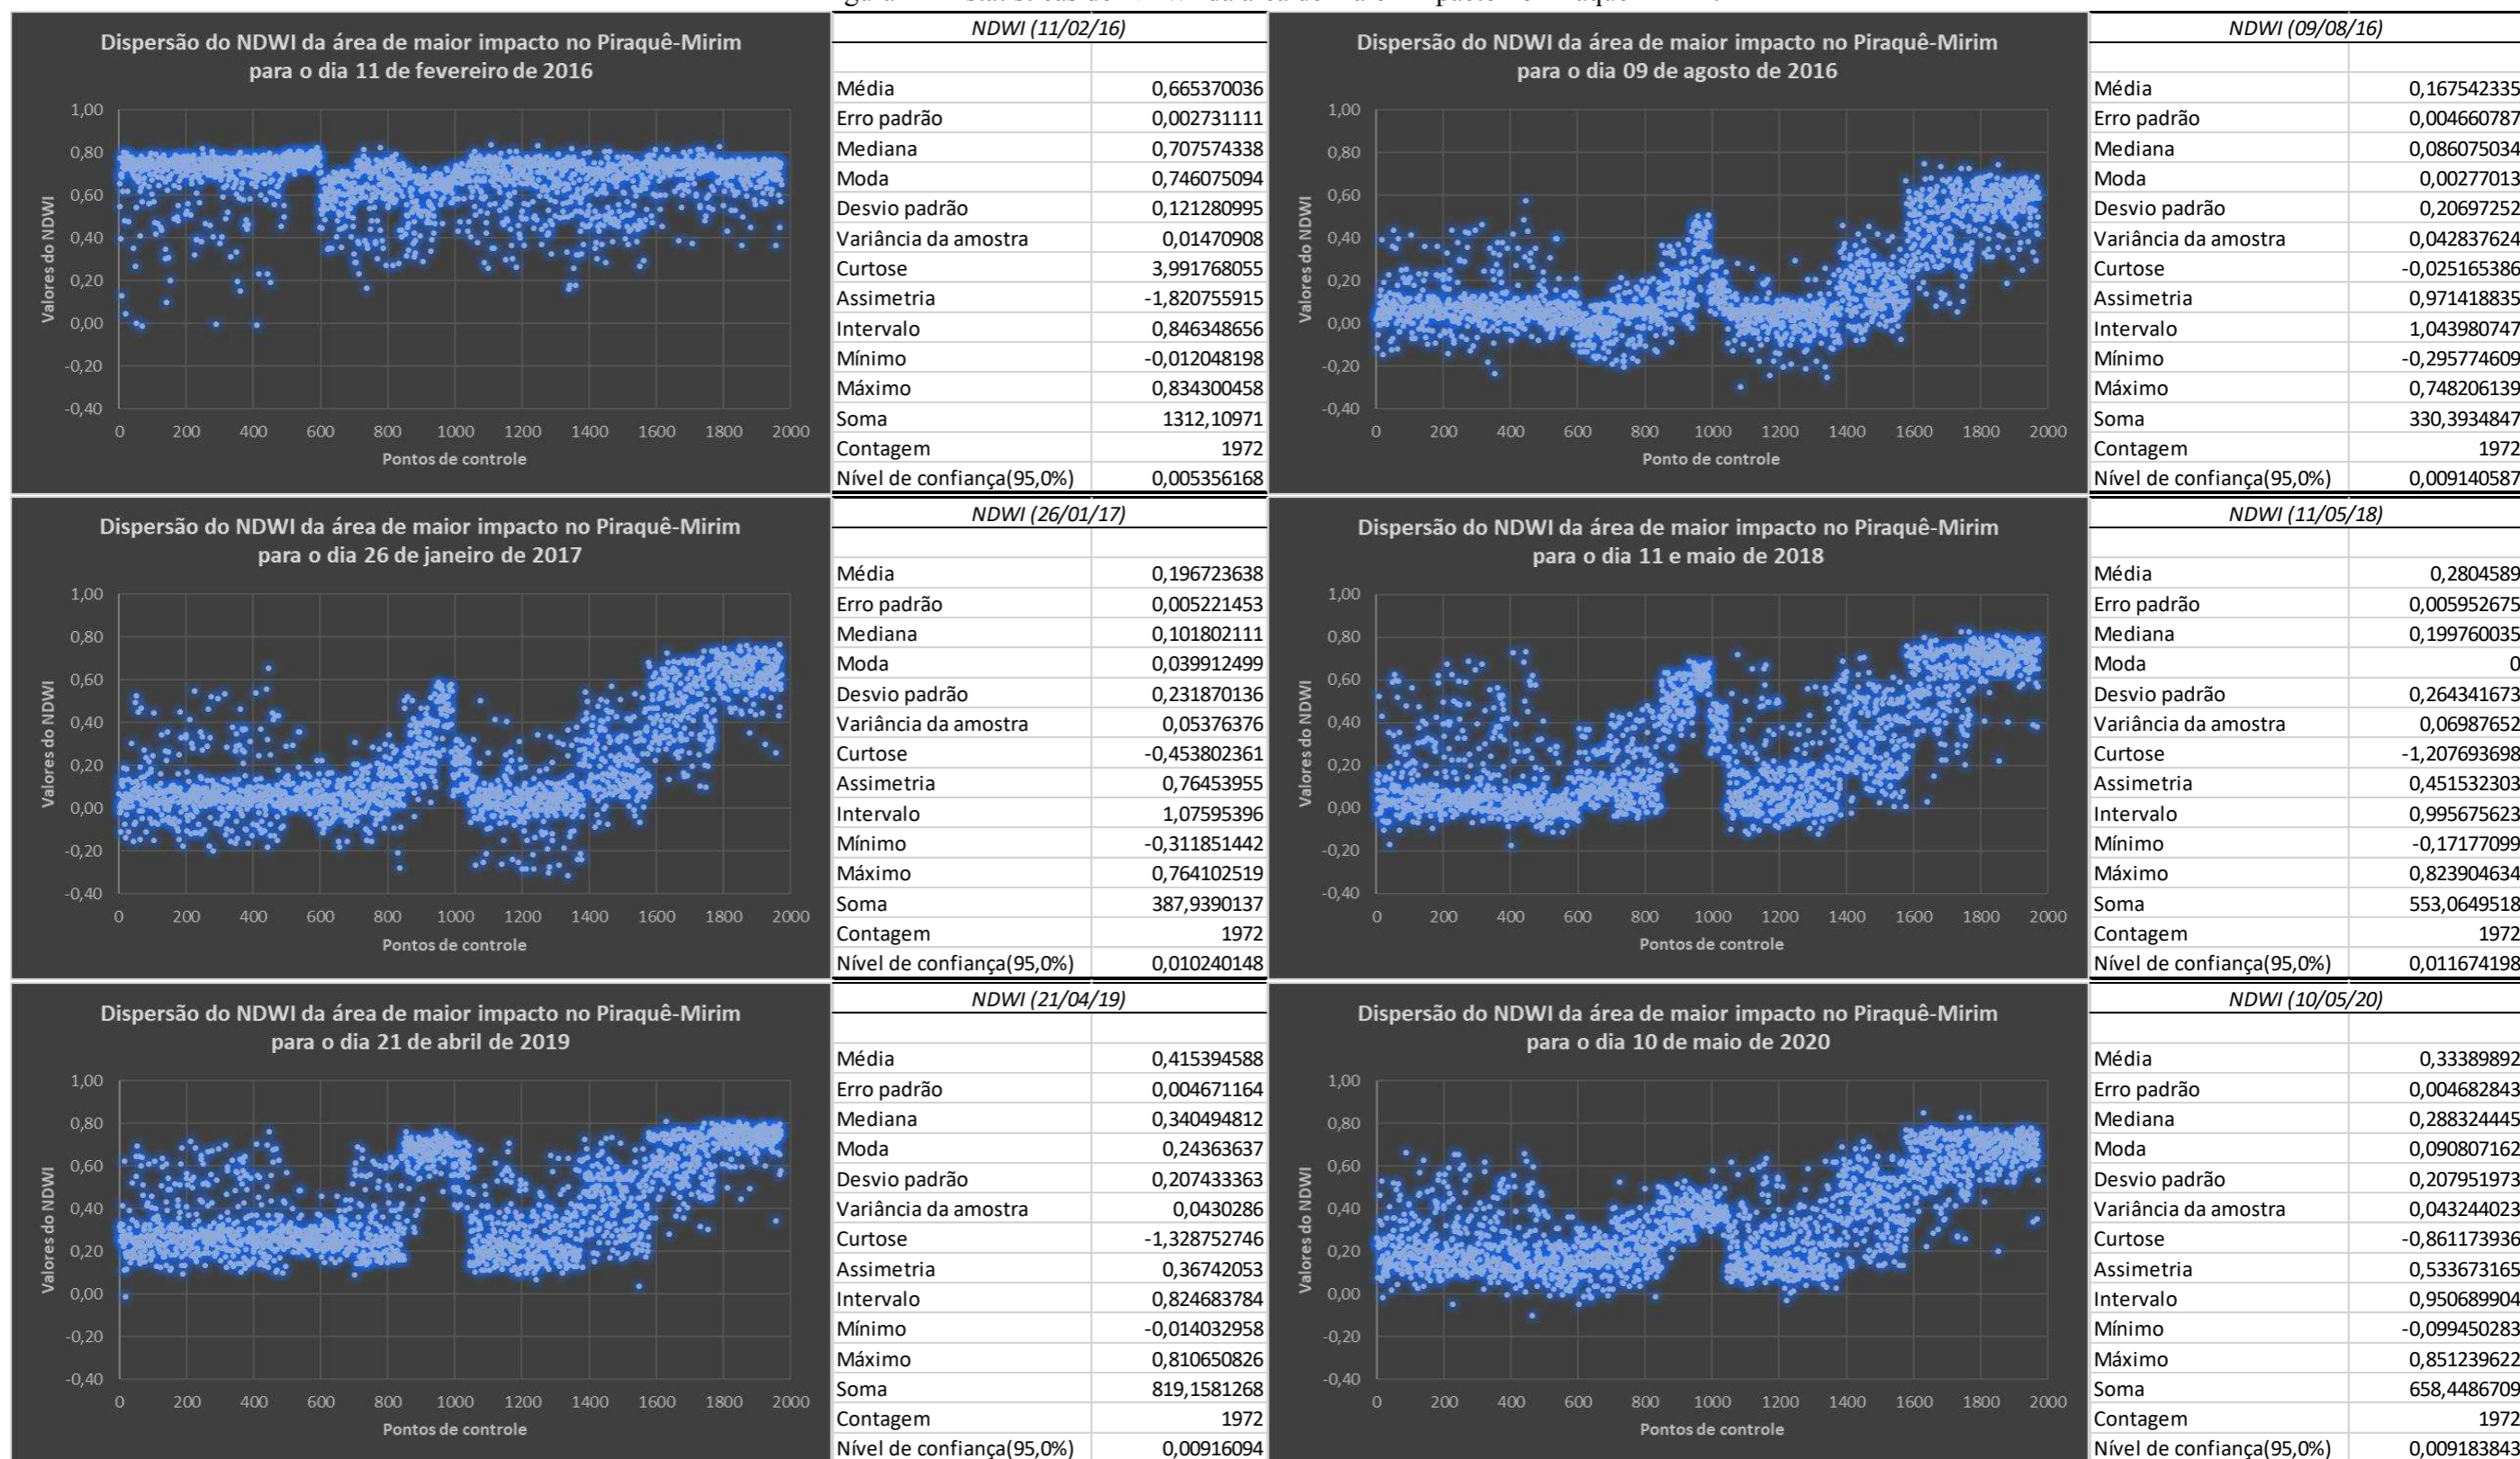 Dispersão do NDWI da área de maior impacto no Piraquê-Mirim
para o dia 11 de fevereiro de 2016
Valores do NDWI
1,00
0,80
0,60
0,40
0,20
0,00
-0,20
-0,40
0 200 400 600 800 1000 1200 1400 1600 1800 2000
Pontos de controle
NDWI (11/02/16)
Média 0,665370036
Erro padrão 0,002731111
Mediana 0,707574338
Moda 0,746075094
Desvio padrão 0,121280995
Variância da amostra 0,01470908
Curtose 3,991768055
Assimetria -1,820755915
Intervalo 0,846348656
Mínimo -0,012048198
Máximo 0,834300458
Soma 1312,10971
Contagem 1972
Nível de confiança(95,0%) 0,005356168
Dispersão do NDWI da área de maior impacto no Piraquê-Mirim
para o dia 09 de agosto de 2016
Valores do NDWI
1,00
0,80
0,60
0,40
0,20
0,00
-0,20
-0,40
0 200 400 600 800 1000 1200 1400 1600 1800 2000
Ponto de controle
NDWI (09/08/16)
Média 0,167542335
Erro padrão 0,004660787
Mediana 0,086075034
Moda 0,00277013
Desvio padrão 0,20697252
Variância da amostra 0,042837624
Curtose -0,025165386
Assimetria 0,971418835
Intervalo 1,043980747
Mínimo -0,295774609
Máximo 0,748206139
Soma 330,3934847
Contagem 1972
Nível de confiança(95,0%) 0,009140587
Dispersão do NDWI da área de maior impacto no Piraquê-Mirim
para o dia 26 de janeiro de 2017
Valores do NDWI
1,00
0,80
0,60
0,40
0,20
0,00
-0,20
-0,40
0 200 400 600 800 1000 1200 1400 1600 1800 2000
Pontos de controle
NDWI (26/01/17)
Média 0,196723638
Erro padrão 0,005221453
Mediana 0,101802111
Moda 0,039912499
Desvio padrão 0,231870136
Variância da amostra 0,05376376
Curtose -0,453802361
Assimetria 0,76453955
Intervalo 1,07595396
Mínimo -0,311851442
Máximo 0,764102519
Soma 387,9390137
Contagem 1972
Nível de confiança(95,0%) 0,010240148
Dispersão do NDWI da área de maior impacto no Piraquê-Mirim
para o dia 11 e maio de 2018
Valores do NDWI
1,00
0,80
0,60
0,40
0,20
0,00
-0,20
-0,40
0 200 400 600 800 1000 1200 1400 1600 1800 2000
Pontos de controle
NDWI (11/05/18)
Média 0,2804589
Erro padrão 0,005952675
Mediana 0,199760035
Moda 0
Desvio padrão 0,264341673
Variância da amostra 0,06987652
Curtose -1,207693698
Assimetria 0,451532303
Intervalo 0,995675623
Mínimo -0,17177099
Máximo 0,823904634
Soma 553,0649518
Contagem 1972
Nível de confiança(95,0%) 0,011674198
Dispersão do NDWI da área de maior impacto no Piraquê-Mirim
para o dia 21 de abril de 2019
Valores do NDWI
1,00
0,80
0,60
0,40
0,20
0,00
-0,20
-0,40
0 200 400 600 800 1000 1200 1400 1600 1800 2000
Pontos de controle
NDWI (21/04/19)
Média 0,415394588
Erro padrão 0,004671164
Mediana 0,340494812
Moda 0,24363637
Desvio padrão 0,207433363
Variância da amostra 0,0430286
Curtose -1,328752746
Assimetria 0,36742053
Intervalo 0,824683784
Mínimo -0,014032958
Máximo 0,810650826
Soma 819,1581268
Contagem 1972
Nível de confiança(95,0%) 0,00916094
Dispersão do NDWI da área de maior impacto no Piraquê-Mirim
para o dia 10 de maio de 2020
Valores do NDWI
1,00
0,80
0,60
0,40
0,20
0,00
-0,20
-0,40
0 200 400 600 800 1000 1200 1400 1600 1800 2000
Pontos de controle
NDWI (10/05/20)
Média 0,33389892
Erro padrão 0,004682843
Mediana 0,288324445
Moda 0,090807162
Desvio padrão 0,207951973
Variância da amostra 0,043244023
Curtose -0,861173936
Assimetria 0,533673165
Intervalo 0,950689904
Mínimo -0,099450283
Máximo 0,851239622
Soma 658,4486709
Contagem 1972
Nível de confiança(95,0%) 0,009183843